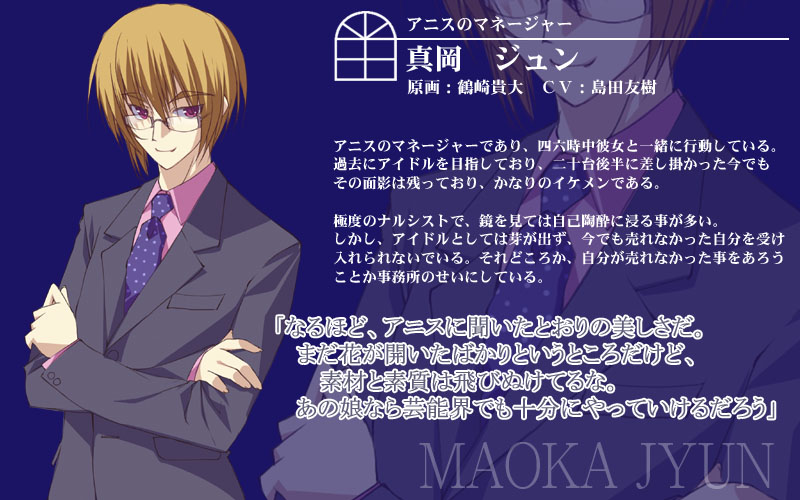 アニスのマネージャー
真岡　ジュン
原画：鶴崎貴大　ＣＶ：島田友樹
アニスのマネージャーであり、四六時中彼女と一緒に行動している。
過去にアイドルを目指しており、二十台後半に差し掛かった今でも
その面影は残っており、かなりのイケメンである。
極度のナルシストで、鏡を見ては自己陶酔に浸る事が多い。
しかし、アイドルとしては芽が出ず、今でも売れなかった自分を受け
入れられないでいる。それどころか、自分が売れなかった事をあろう
ことか事務所のせいにしている。
「なるほど、アニスに聞いたとおりの美しさだ。
まだ花が開いたばかりというところだけど、
素材と素質は飛びぬけてるな。
あの娘なら芸能界でも十分にやっていけるだろう」
MAOKA JYUN